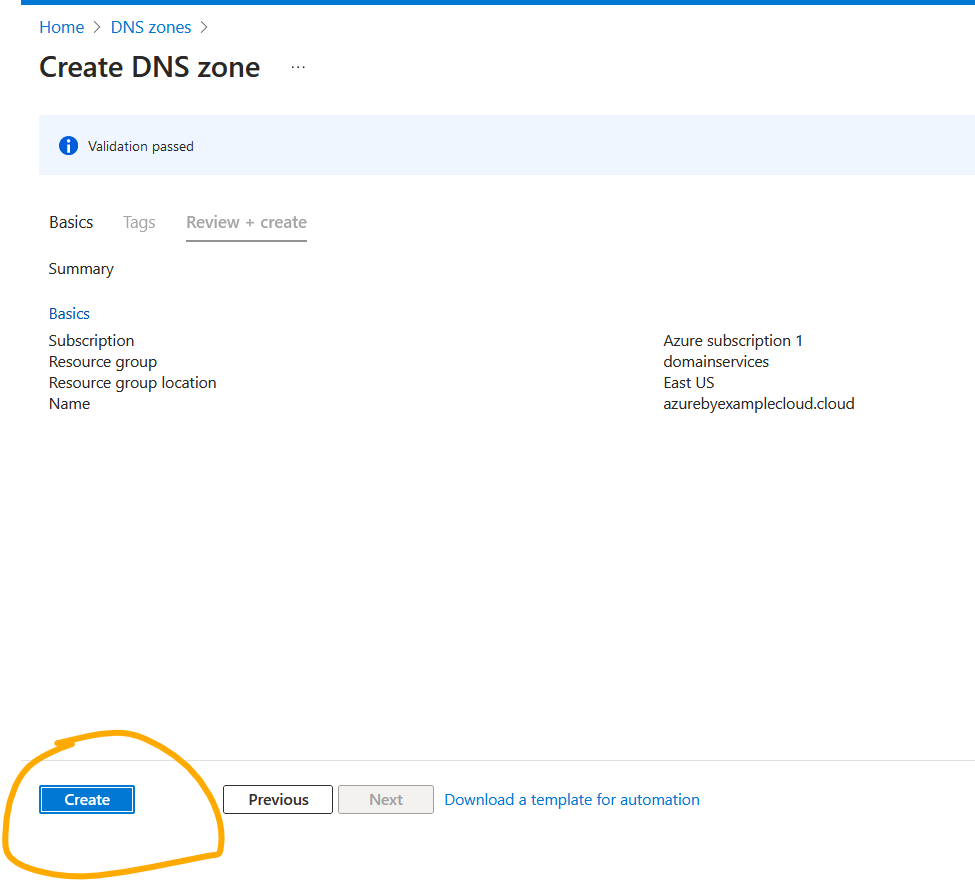 Home > DNS zones >
Create DNS zone ...
Validation passed
Basics Tags Review + create
Summary
Basics
Subscription Azure subscription 1
Resource group domainservices
Resource group location East US
Name azurebyexamplecloud.cloud
Create Previous Next Download a template for automation